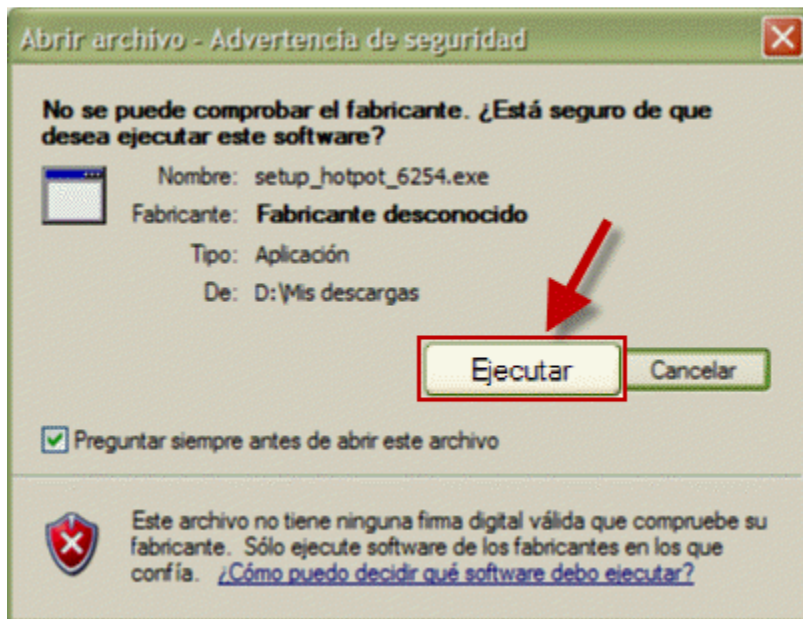 Abrir archivo - Advertencia de seguridad
No se puede comprobar el fabricante. ¿Está seguro de que
desea ejecutar este software?
Nombre: setup_hotpot_6254.exe
Fabricante: Fabricante desconocido
Tipo: Aplicación
De: D:\Mis descargas
Ejecutar Cancelar
Preguntar siempre antes de abrir este archivo
Este archivo no tiene ninguna firma digital válida que compruebe su
fabricante. Sólo ejecute software de los fabricantes en los que
confía. ¿Cómo puedo decidir qué software debo ejecutar?